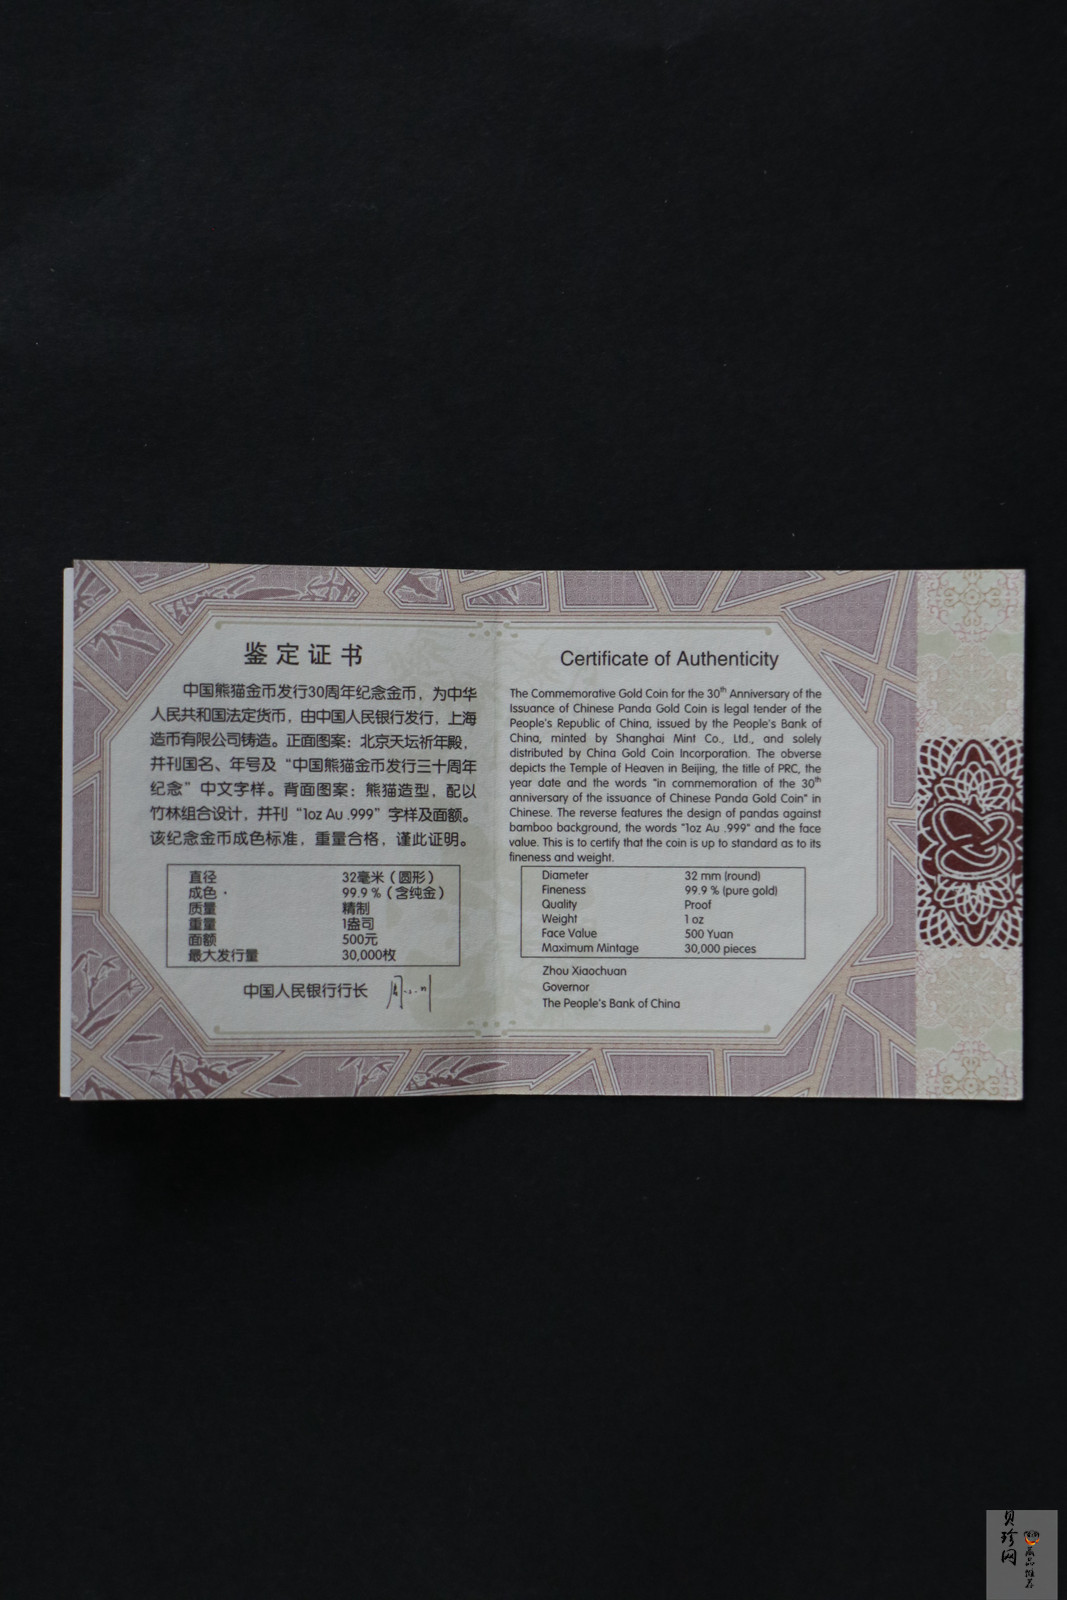 鉴定证书
中国熊猫金币发行30周年纪念金币，为中华
人民共和国法定货币，由中国人民银行发行，上海
造币有限公司铸造。正面图案：北京天坛祈年殿，
并刊国名、年号及“中国熊猫金币发行三十周年
纪念”中文字样。背面图案：熊猫造型，配以
竹林组合设计，并刊“1oz Au .999”字样及面额。
该纪念金币成色标准，重量合格，谨此证明。
直径 32毫米（圆形）
成色 99.9％（含纯金）
质量 精制
重量 1盎司
面额 500元
最大发行量 30,000枚
中国人民银行行长
Certificate of Authenticity
The Commemorative Gold Coin for the 30th Anniversary of the
Issuance of Chinese Panda Gold Coin is legal tender of the
People's Republic of China, issued by the People's Bank of
China, minted by Shanghai Mint Co., Ltd., and solely
distributed by China Gold Coin Incorporation. The obverse
depicts the Temple of Heaven in Beijing, the title of PRC, the
year date and the words "in commemoration of the 30th
anniversary of the issuance of Chinese Panda Gold Coin" in
Chinese. The reverse features the design of pandas against
bamboo background, the words "1oz Au .999" and the face
value. This is to certify that the coin is up to standard as to its
fineness and weight.
Diameter 32 mm (round)
Fineness 99.9 % (pure gold)
Quality Proof
Weight 1 oz
Face Value 500 Yuan
Maximum Mintage 30,000 pieces
Zhou Xiaochuan
Governor
The People's Bank of China
贝珍网
藏品推荐